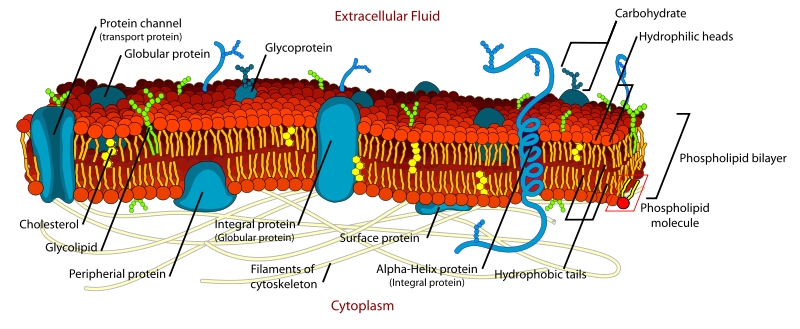 Extracellular Fluid
Protein channel
(transport protein)
Globular protein
Glycoprotein
Carbohydrate
Hydrophilic heads
Phospholipid bilayer
Phospholipid
molecule
Cholesterol
Glycolipid
Peripherial protein
Integral protein
(Globular protein)
Filaments of
cytoskeleton
Surface protein
Alpha-Helix protein
(Integral protein)
Hydrophobic tails
Cytoplasm